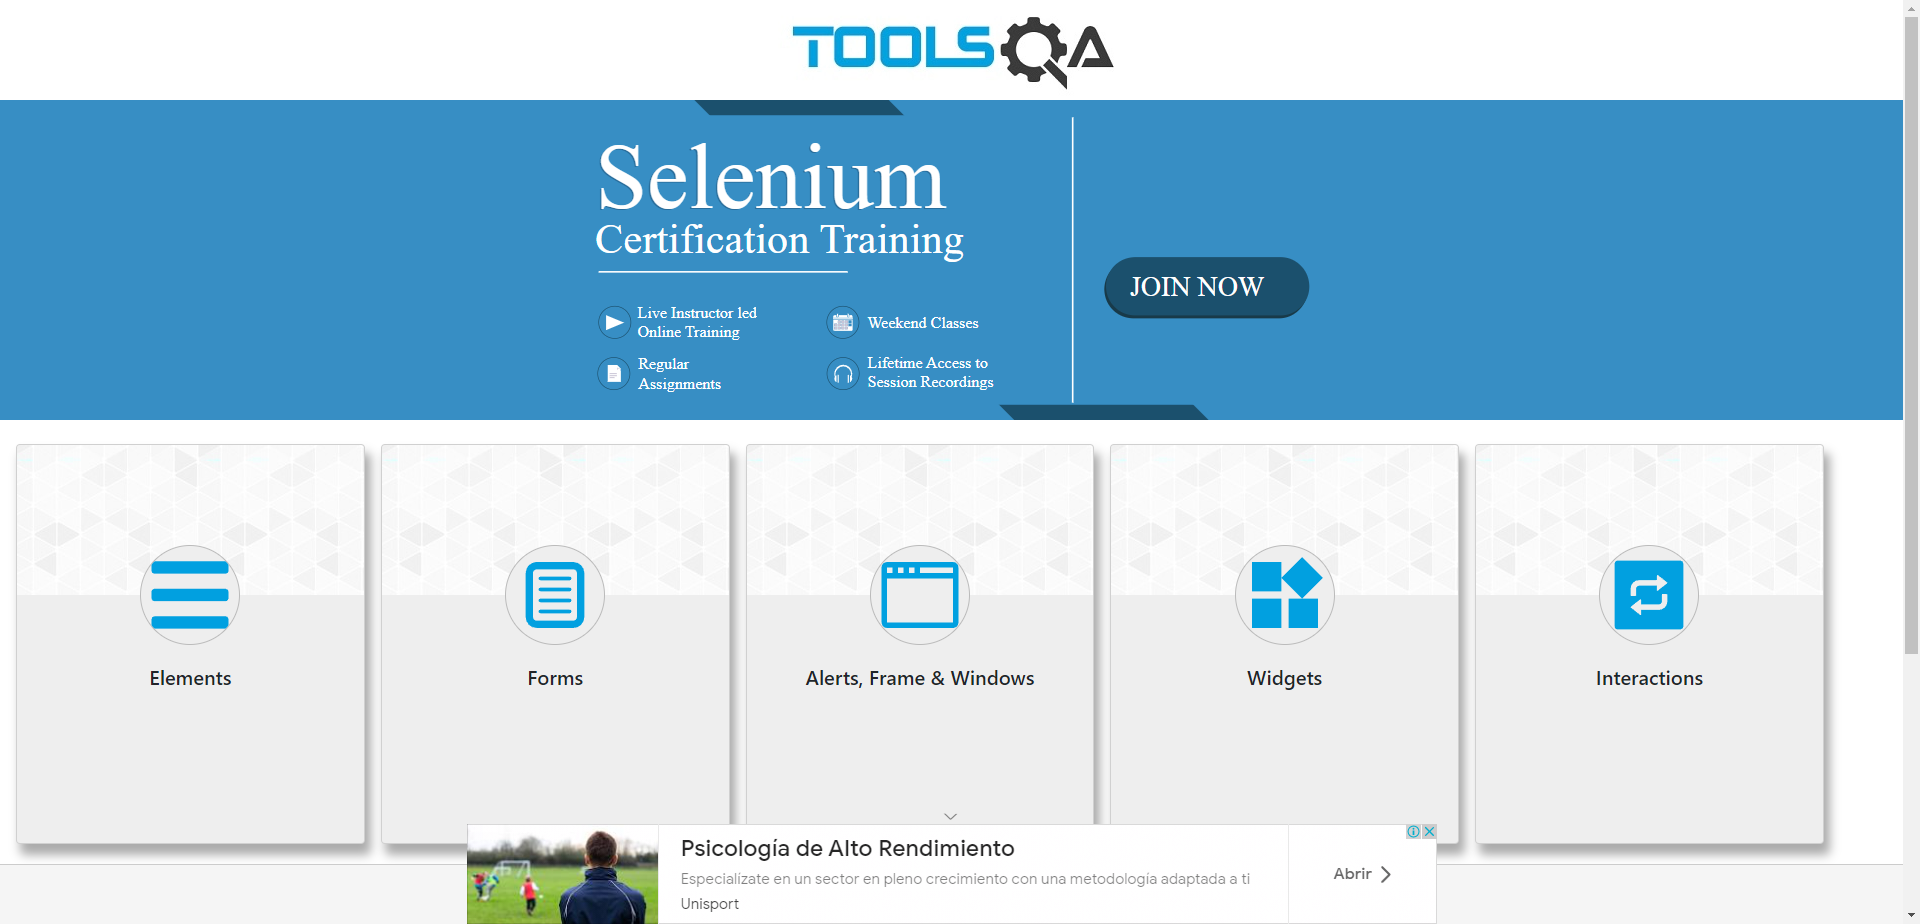 TOOLSQA
Selenium
Certification Training
Live Instructor led
Online Training
Weekend Classes
Regular
Assignments
Lifetime Access to
Session Recordings
JOIN NOW
Elements
Forms
Alerts, Frame & Windows
Widgets
Interactions
Psicología de Alto Rendimiento
Especialízate en un sector en pleno crecimiento con una metodología adaptada a ti
Unisport
Abrir